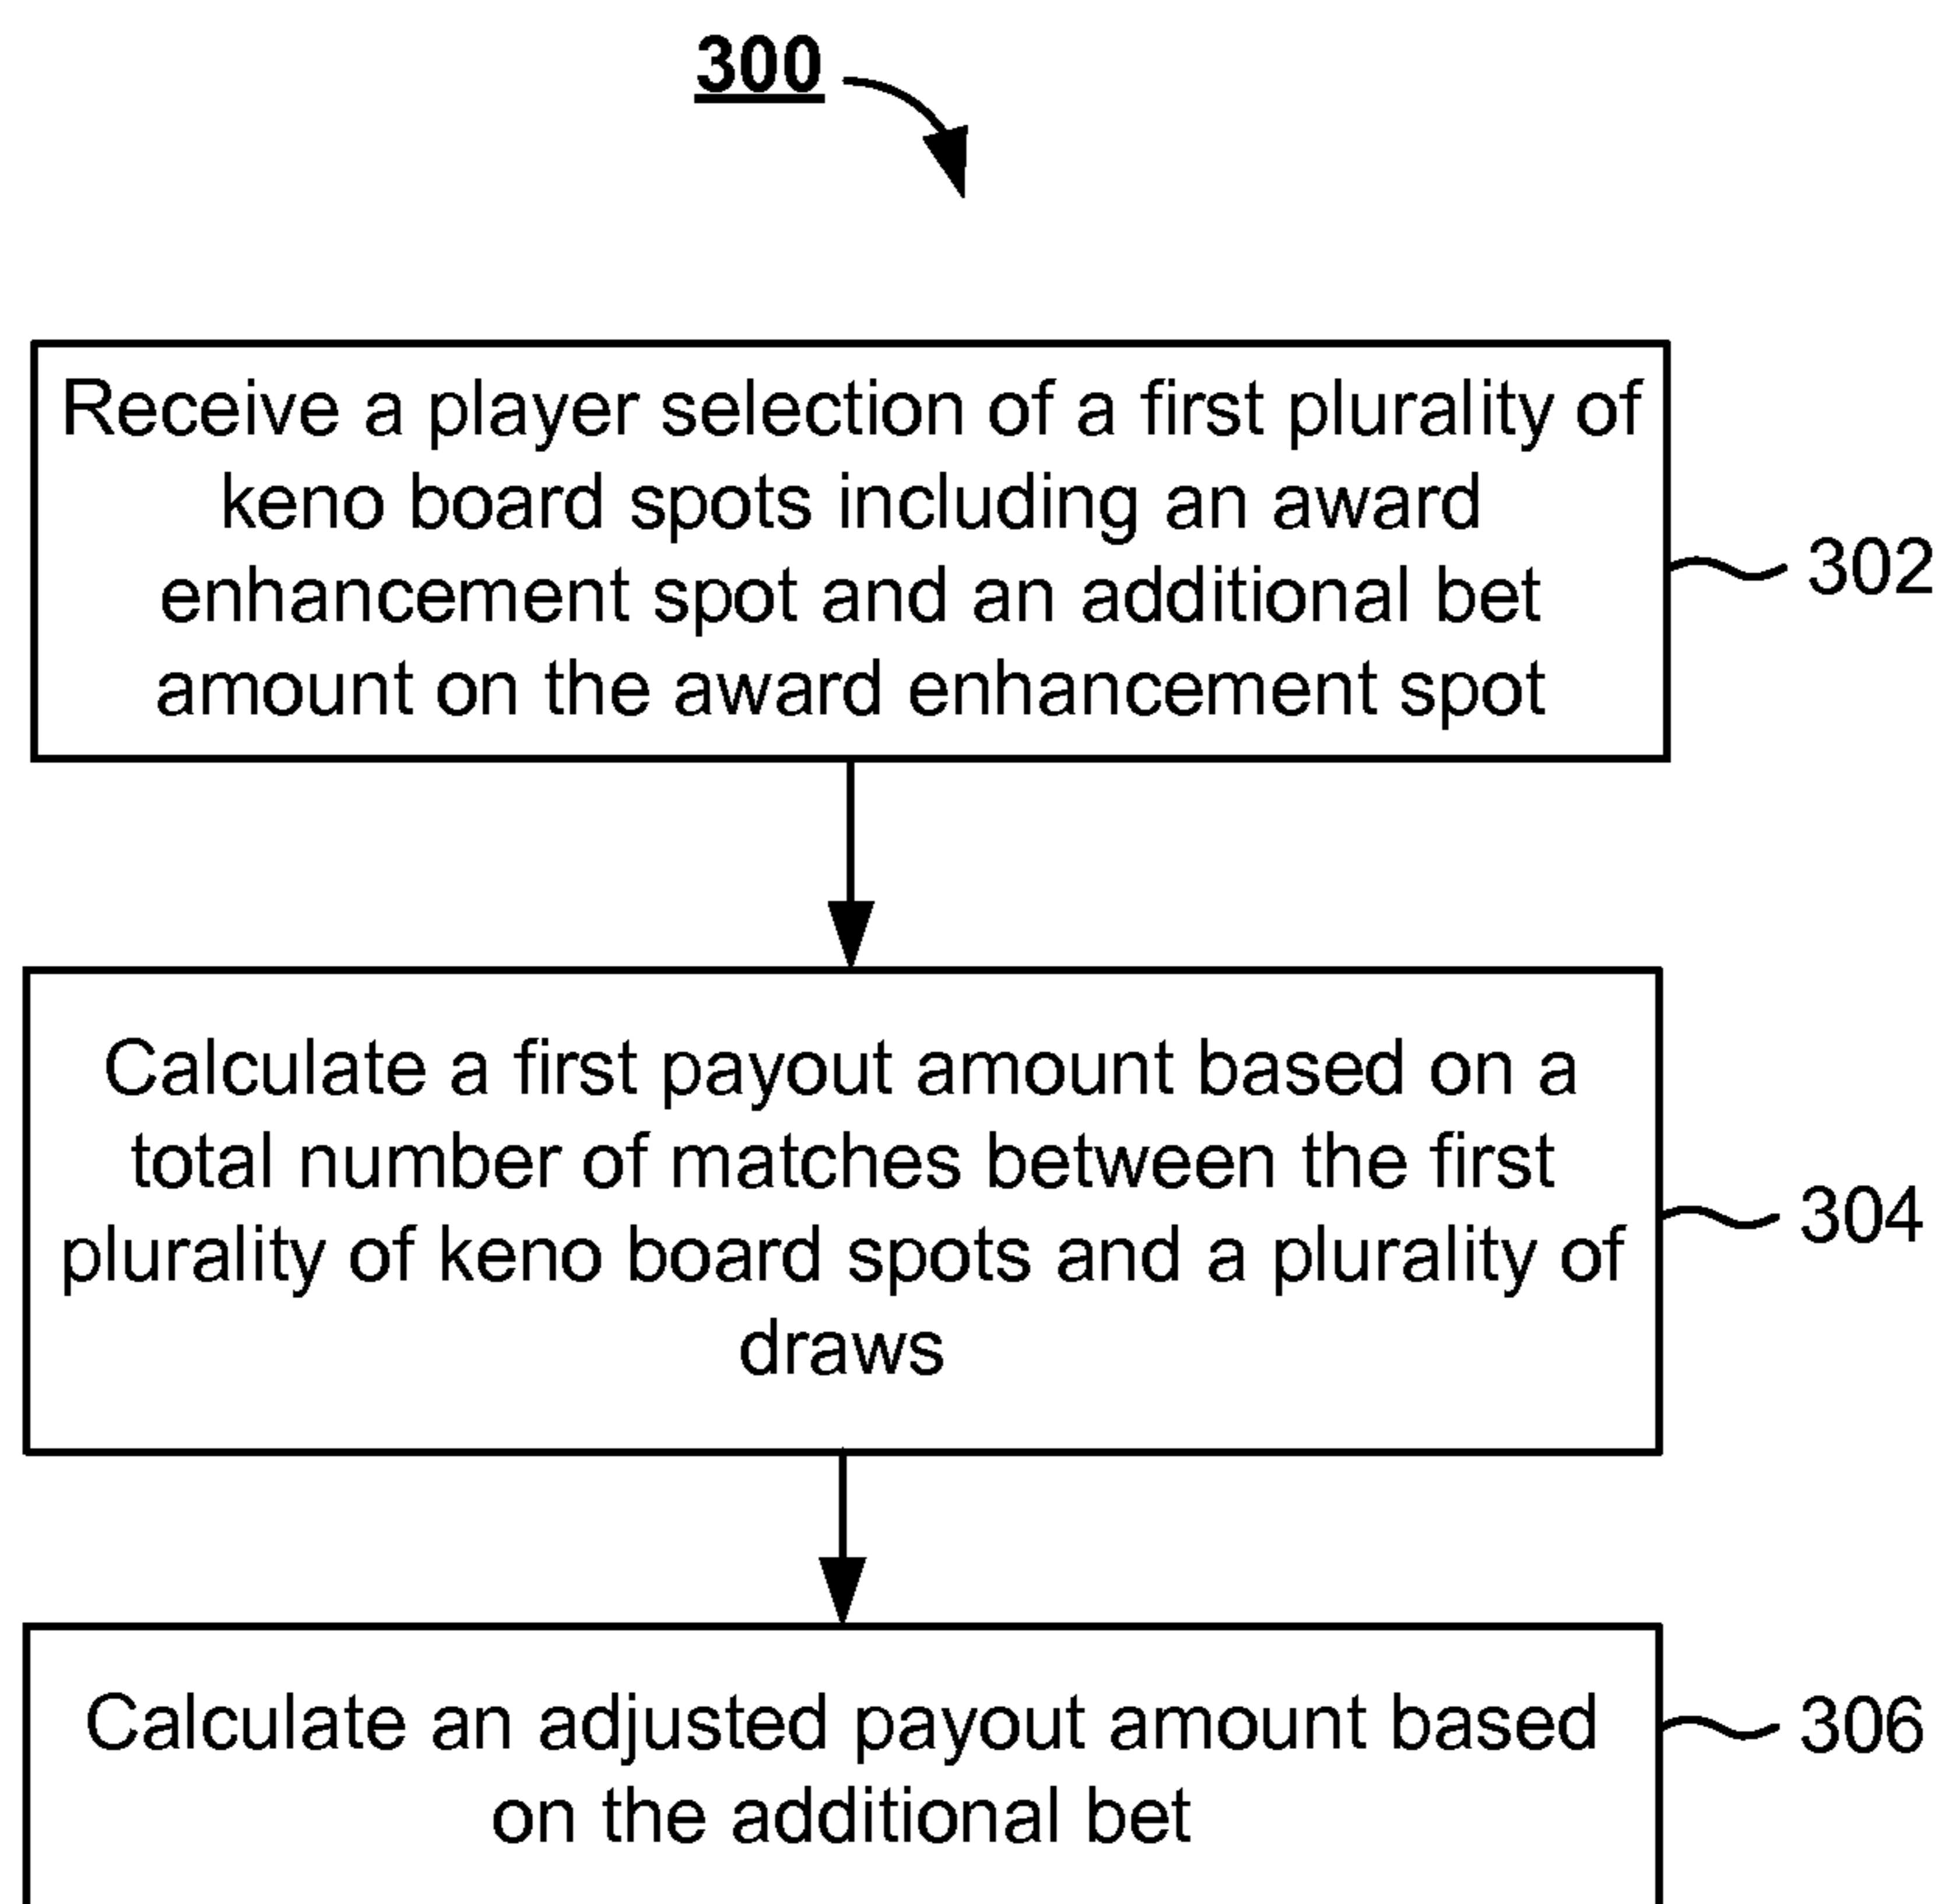 300
Receive a player selection of a first plurality of
keno board spots including an award
enhancement spot and an additional bet
amount on the award enhancement spot
302
Calculate a first payout amount based on a
total number of matches between the first
plurality of keno board spots and a plurality of
draws
304
Calculate an adjusted payout amount based
on the additional bet
306